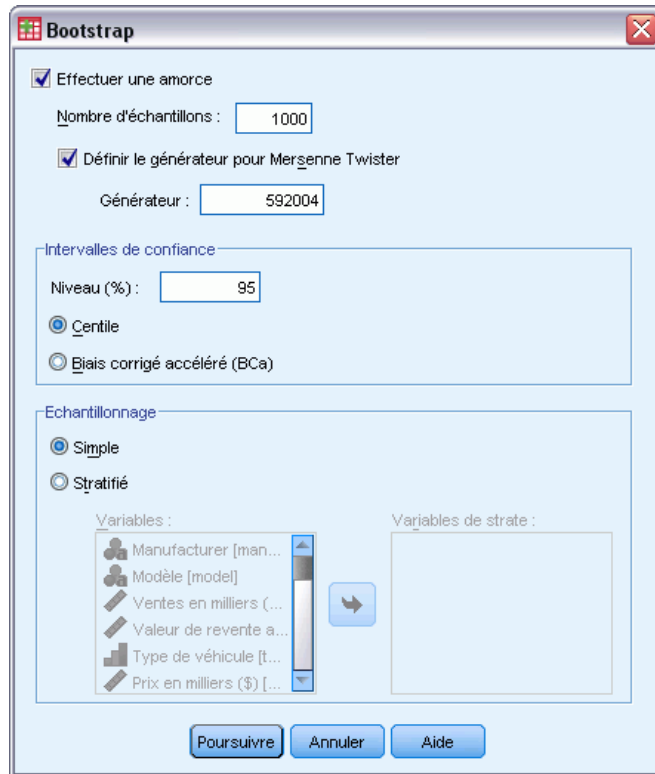 Bootstrap
Effectuer une amorce
Nombre d'échantillons : 1000
Définir le générateur pour Mersenne Twister
Générateur : 592004
Intervalles de confiance
Niveau (%) : 95
Centile
Biais corrigé accéléré (BCa)
Echantillonnage
Simple
Stratifié
Variables : Variables de strate :
Manufacturer [man...
Modèle [model]
Ventes en milliers (...
Valeur de revente a...
Type de véhicule [t...
Prix en milliers ($) [...
Poursuivre Annuler Aide